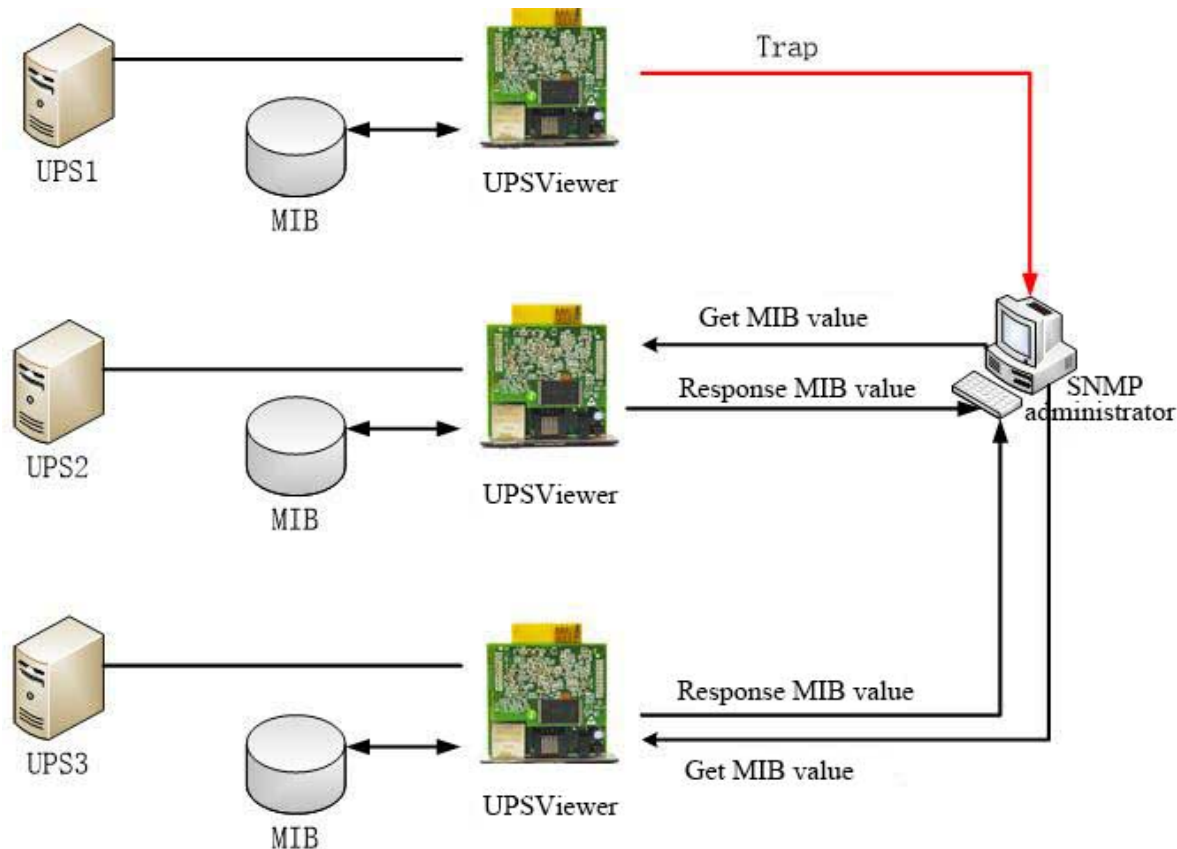 Trap
UPS1
MIB
UPSViewer
Get MIB value
Response MIB value
SNMP
administrator
UPS2
MIB
UPSViewer
Response MIB value
Get MIB value
UPS3
MIB
UPSViewer